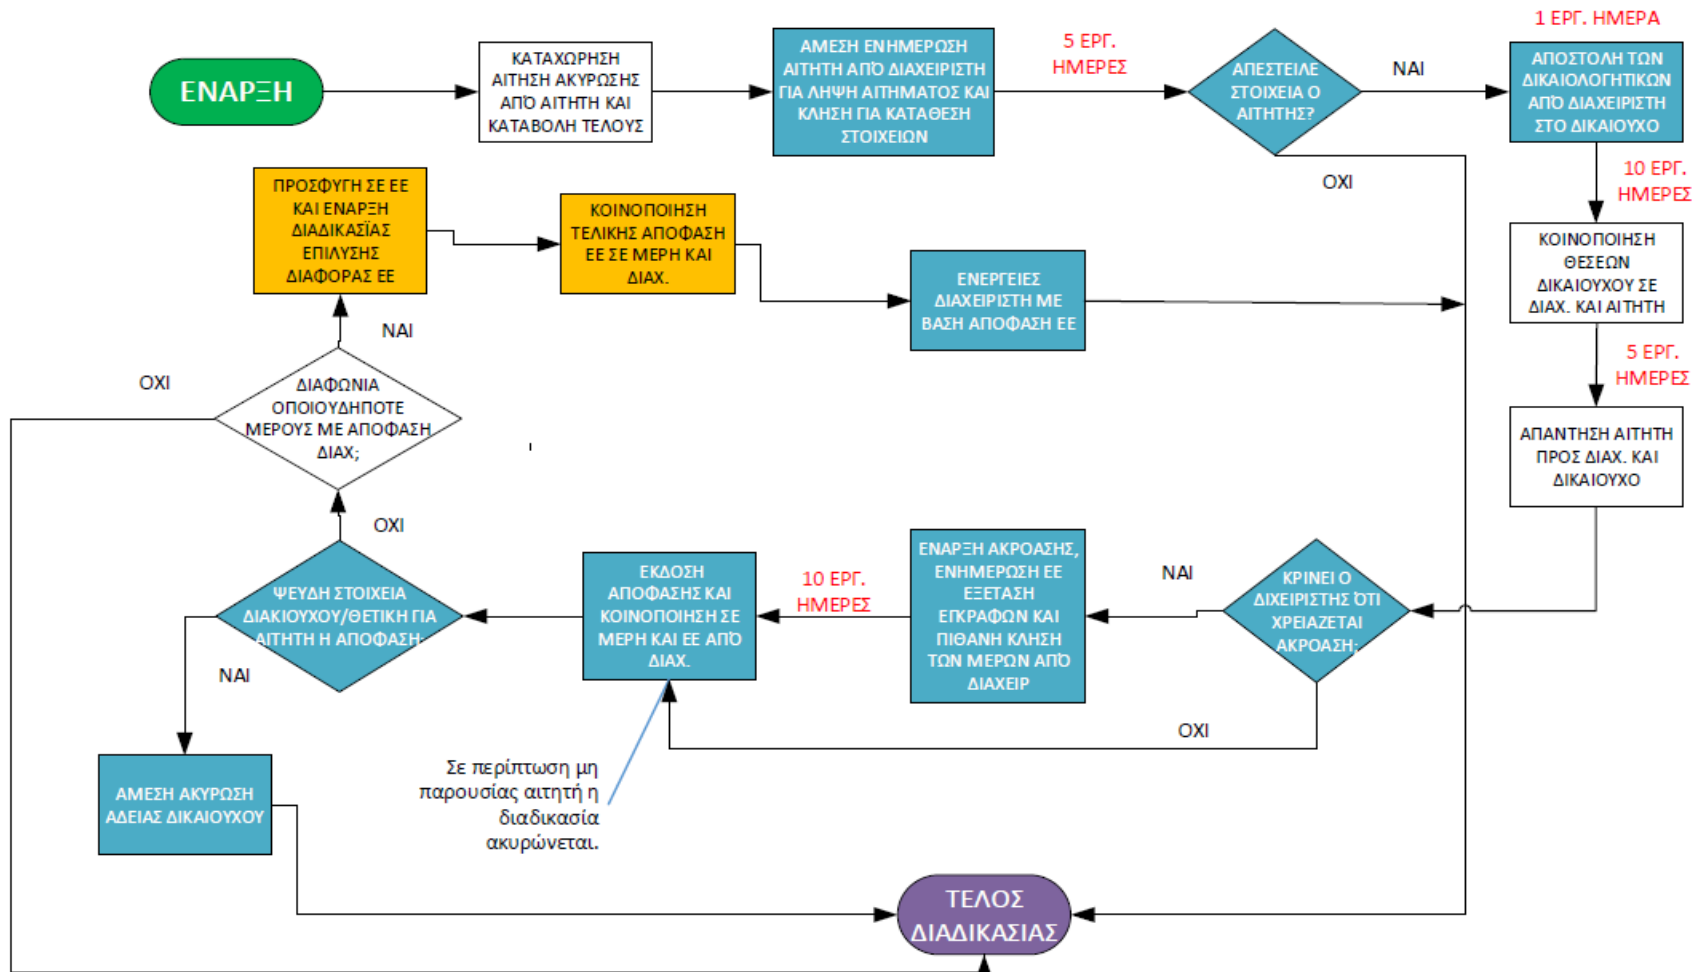 ΕΝΑΡΞΗ
ΚΑΤΑΧΩΡΗΣΗ
ΑΙΤΗΣΗ ΑΚΥΡΩΣΗΣ
ΑΠΌ ΑΙΤΗΤΗ ΚΑΙ
ΚΑΤΑΒΟΛΗ ΤΕΛΟΥΣ
ΑΜΕΣΗ ΕΝΗΜΕΡΩΣΗ
ΑΙΤΗΤΗ ΑΠΌ ΔΙΑΧΕΙΡΙΣΤΗ
ΓΙΑ ΛΗΨΗ ΑΙΤΗΜΑΤΟΣ ΚΑΙ
ΚΛΗΣΗ ΓΙΑ ΚΑΤΑΘΕΣΗ
ΣΤΟΙΧΕΙΩΝ
5 ΕΡΓ.
ΗΜΕΡΕΣ
ΑΠΕΣΤΕΙΛΕ
ΣΤΟΙΧΕΙΑ Ο
ΑΙΤΗΤΗΣ?
ΝΑΙ
ΟΧΙ
1 ΕΡΓ. ΗΜΕΡΑ
ΑΠΟΣΤΟΛΗ ΤΩΝ
ΔΙΚΑΙΟΛΟΓΗΤΙΚΩΝ
ΑΠΌ ΔΙΑΧΕΙΡΙΣΤΗ
ΣΤΟ ΔΙΚΑΙΟΥΧΟ
10 ΕΡΓ.
ΗΜΕΡΕΣ
ΚΟΙΝΟΠΟΙΗΣΗ
ΘΕΣΕΩΝ
ΔΙΚΑΙΟΥΧΟΥ ΣΕ
ΔΙΑΧ. ΚΑΙ ΑΙΤΗΤΗ
5 ΕΡΓ.
ΗΜΕΡΕΣ
ΑΠΑΝΤΗΣΗ ΑΙΤΗΤΗ
ΠΡΟΣ ΔΙΑΧ. ΚΑΙ
ΔΙΚΑΙΟΥΧΟ
ΠΡΟΣΦΥΓΗ ΣΕ ΕΕ
ΚΑΙ ΕΝΑΡΞΗ
ΔΙΑΔΙΚΑΣΪΑΣ
ΕΠΙΛΥΣΗΣ
ΔΙΑΦΟΡΑΣ ΕΕ
ΚΟΙΝΟΠΟΙΗΣΗ
ΤΕΛΙΚΗΣ ΑΠΟΦΑΣΗ
ΕΕ ΣΕ ΜΕΡΗ ΚΑΙ
ΔΙΑΧ.
ΕΝΕΡΓΕΙΕΣ
ΔΙΑΧΕΙΡΙΣΤΗ ΜΕ
ΒΑΣΗ ΑΠΟΦΑΣΗ ΕΕ
ΝΑΙ
ΟΧΙ
ΔΙΑΦΩΝΙΑ
ΟΠΟΙΟΥΔΗΠΟΤΕ
ΜΕΡΟΥΣ ΜΕ ΑΠΟΦΑΣΗ
ΔΙΑΧ;
ΟΧΙ
ΨΕΥΔΗ ΣΤΟΙΧΕΙΑ
ΔΙΑΚΙΟΥΧΟΥ/ΘΕΤΙΚΗ ΓΙΑ
ΑΙΤΗΤΗ Η ΑΠΟΦΑΣΗ;
ΝΑΙ
ΕΚΔΟΣΗ
ΑΠΟΦΑΣΗΣ ΚΑΙ
ΚΟΙΝΟΠΟΙΗΣΗ ΣΕ
ΜΕΡΗ ΚΑΙ ΕΕ ΑΠΌ
ΔΙΑΧ.
10 ΕΡΓ.
ΗΜΕΡΕΣ
ΕΝΑΡΞΗ ΑΚΡΟΑΣΗΣ,
ΕΝΗΜΕΡΩΣΗ ΕΕ
ΕΞΕΤΑΣΗ
ΕΓΚΡΑΦΩΝ ΚΑΙ
ΠΙΘΑΝΗ ΚΛΗΣΗ
ΤΩΝ ΜΕΡΩΝ ΑΠΌ
ΔΙΑΧΕΙΡ
ΝΑΙ
ΚΡΙΝΕΙ Ο
ΔΙΧΕΙΡΙΣΤΗΣ ΌΤΙ
ΧΡΕΙΑΖΕΤΑΙ
ΑΚΡΟΑΣΗ;
ΟΧΙ
ΑΜΕΣΗ ΑΚΥΡΩΣΗ
ΑΔΕΙΑΣ ΔΙΚΑΙΟΥΧΟΥ
Σε περίπτωση μη
παρουσίας αιτητή η
διαδικασία
ακυρώνεται.
ΤΕΛΟΣ
ΔΙΑΔΙΚΑΣΙΑΣ